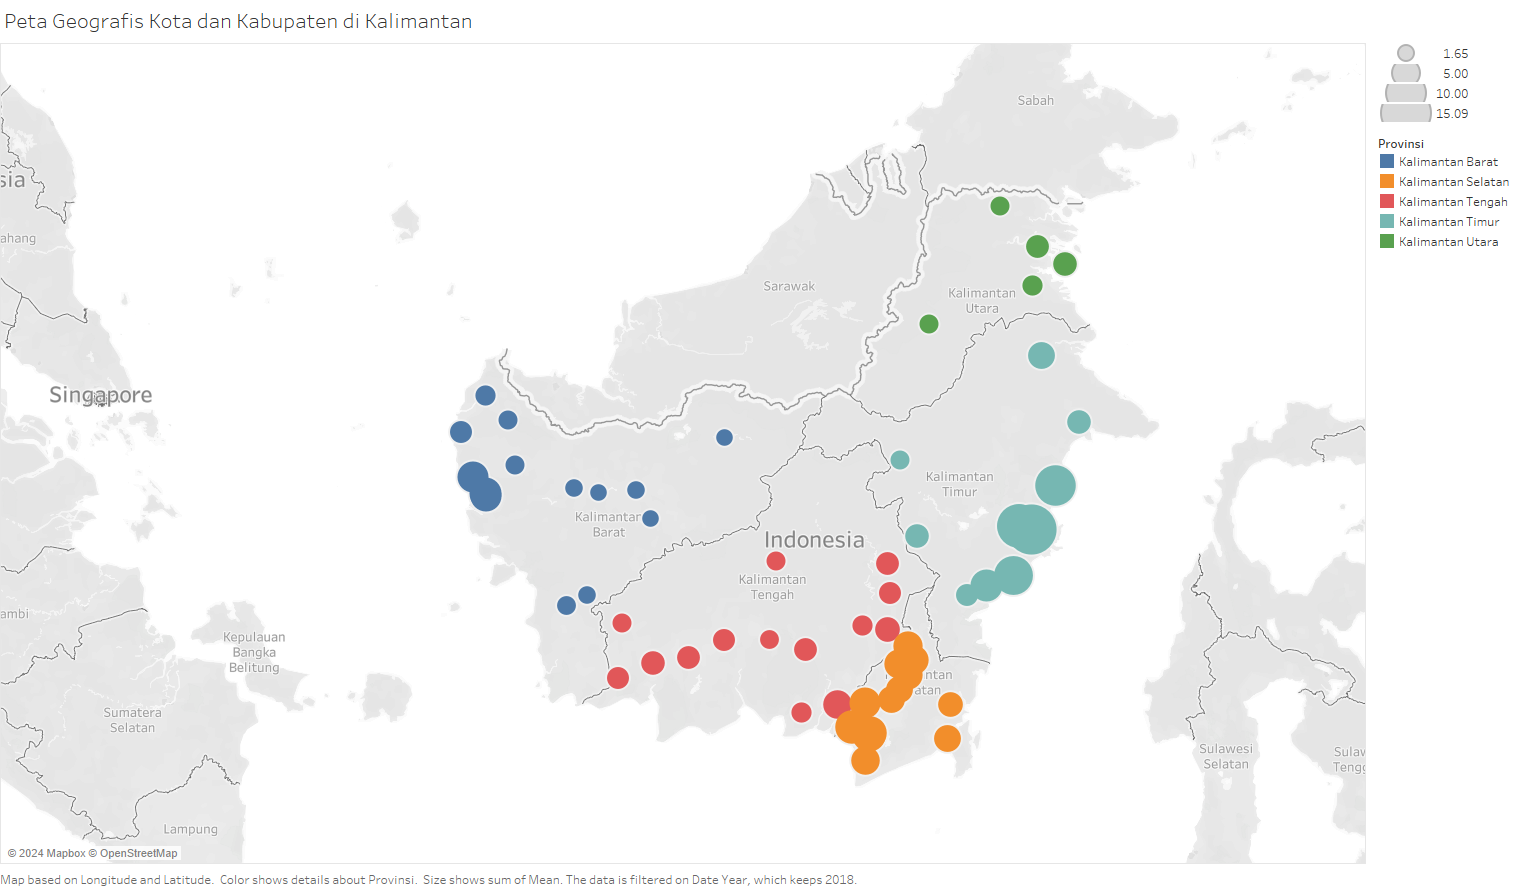 Peta Geografis Kota dan Kabupaten di Kalimantan
1.65
5.00
10.00
15.09
Provinsi
Kalimantan Barat
Kalimantan Selatan
Kalimantan Tengah
Kalimantan Timur
Kalimantan Utara
Sabah
sia
ahang
Sarawak
Kalimantan
Utara
Singapore
Kalimantan
Timur
Kalimantan
Barat
Indonesia
Kalimantan
Tengah
ambi
Kepulauan
Bangka
Belitung
ntan
atan
Sumatera
Selatan
Sulawesi
Selatan
Sulaw
Tengg
Lampung
© 2024 Mapbox © OpenStreetMap
Map based on Longitude and Latitude. Color shows details about Provinsi. Size shows sum of Mean. The data is filtered on Date Year, which keeps 2018.